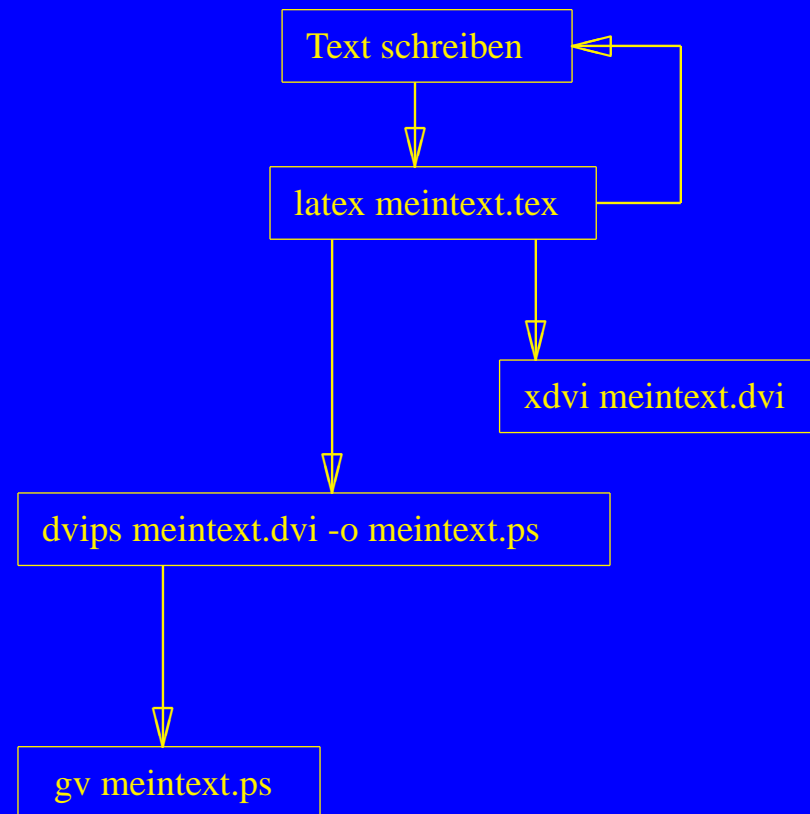 Text schreiben
latex meintext.tex
xdvi meintext.dvi
dvips meintext.dvi -o meintext.ps
gv meintext.ps